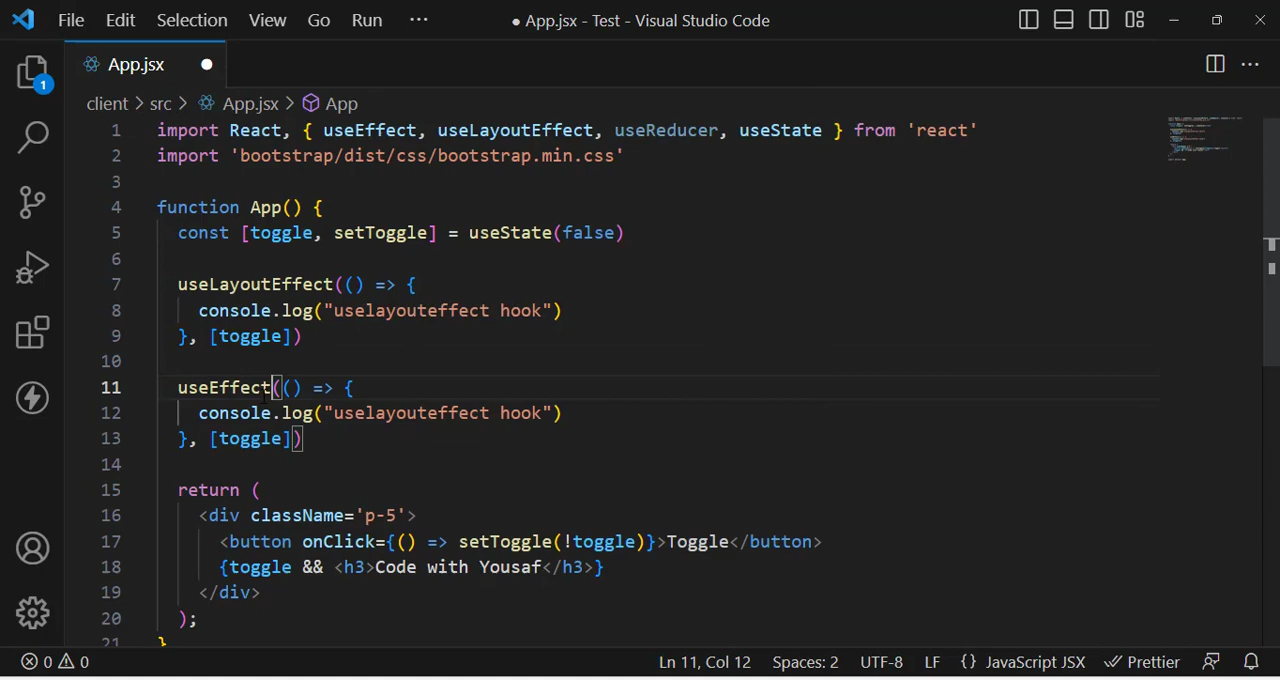 File Edit Selection View Go Run ··· ● App.jsx - Test - Visual Studio Code
App.jsx
client > src > App.jsx > App
1 import React, { useEffect, useLayoutEffect, useReducer, useState } from 'react'
2 import 'bootstrap/dist/css/bootstrap.min.css'
3
4 function App() {
5 const [toggle, setToggle] = useState(false)
6
7 useLayoutEffect(() => {
8 console.log("uselayouteffect hook")
9 }, [toggle])
10
11 useEffect(() => {
12 console.log("uselayouteffect hook")
13 }, [toggle])
14
15 return (
16 <div className='p-5'>
17 <button onClick={() => setToggle(!toggle)}>Toggle</button>
18 {toggle && <h3>Code with Yousaf</h3>}
19 </div>
20 );
21 }
1
0 0 Ln 11, Col 12 Spaces: 2 UTF-8 LF {} JavaScript JSX Prettier